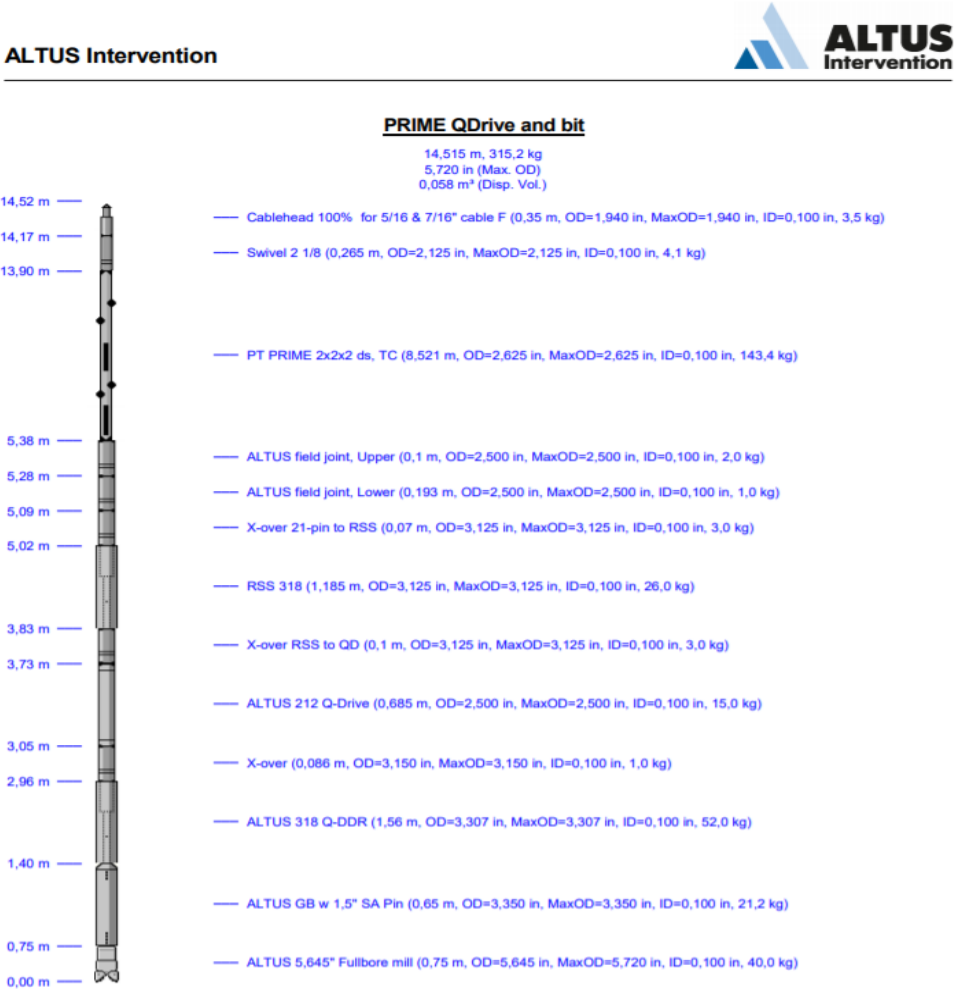 ALTUS Intervention
ALTUS
Intervention
PRIME QDrive and bit
14,515 m, 315,2 kg
5,720 in (Max. OD)
0,058 m³ (Disp. Vol.)
14,52 m
Cablehead 100% for 5/16 & 7/16" cable F (0,35 m, OD=1,940 in, MaxOD=1,940 in, ID=0,100 in, 3,5 kg)
14,17 m
Swivel 2 1/8 (0,265 m, OD=2,125 in, MaxOD=2,125 in, ID=0,100 in, 4,1 kg)
13,90 m
PT PRIME 2x2x2 ds, TC (8,521 m, OD=2,625 in, MaxOD=2,625 in, ID=0,100 in, 143,4 kg)
5,38 m
ALTUS field joint, Upper (0,1 m, OD=2,500 in, MaxOD=2,500 in, ID=0,100 in, 2,0 kg)
5,28 m
ALTUS field joint, Lower (0,193 m, OD=2,500 in, MaxOD=2,500 in, ID=0,100 in, 1,0 kg)
5,09 m
X-over 21-pin to RSS (0,07 m, OD=3,125 in, MaxOD=3,125 in, ID=0,100 in, 3,0 kg)
5,02 m
RSS 318 (1,185 m, OD=3,125 in, MaxOD=3,125 in, ID=0,100 in, 26,0 kg)
3,83 m
X-over RSS to QD (0,1 m, OD=3,125 in, MaxOD=3,125 in, ID=0,100 in, 3,0 kg)
3,73 m
ALTUS 212 Q-Drive (0,685 m, OD=2,500 in, MaxOD=2,500 in, ID=0,100 in, 15,0 kg)
3,05 m
X-over (0,086 m, OD=3,150 in, MaxOD=3,150 in, ID=0,100 in, 1,0 kg)
2,96 m
ALTUS 318 Q-DDR (1,56 m, OD=3,307 in, MaxOD=3,307 in, ID=0,100 in, 52,0 kg)
1,40 m
ALTUS GB w 1,5" SA Pin (0,65 m, OD=3,350 in, MaxOD=3,350 in, ID=0,100 in, 21,2 kg)
0,75 m
ALTUS 5,645" Fullbore mill (0,75 m, OD=5,645 in, MaxOD=5,720 in, ID=0,100 in, 40,0 kg)
0,00 m